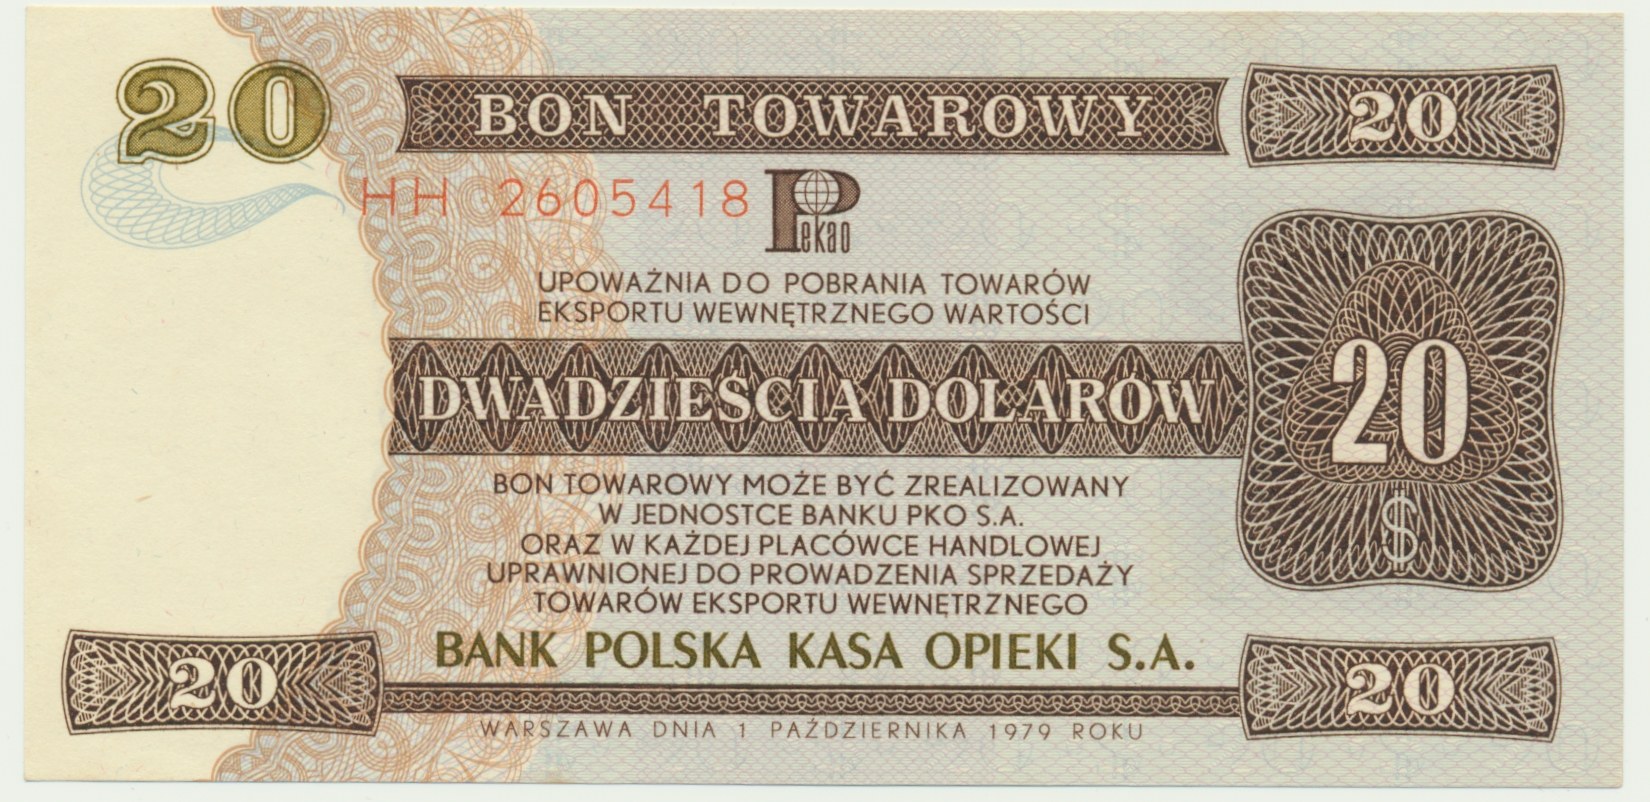 20 BON TOWAROWY 20
HH 2605418 Pekao
UPOWAŻNIA DO POBRANIA TOWARÓW
EKSPORTU WEWNĘTRZNEGO WARTOŚCI
DWADZIEŚCIA DOLARÓW 20
$
BON TOWAROWY MOŻE BYĆ ZREALIZOWANY
W JEDNOSTCE BANKU PKO S.A.
ORAZ W KAŻDEJ PLACÓWCE HANDLOWEJ
UPRAWNIONEJ DO PROWADZENIA SPRZEDAŻY
TOWARÓW EKSPORTU WEWNĘTRZNEGO
BANK POLSKA KASA OPIEKI S.A.
20 20
WARSZAWA DNIA 1 PAŹDZIERNIKA 1979 ROKU